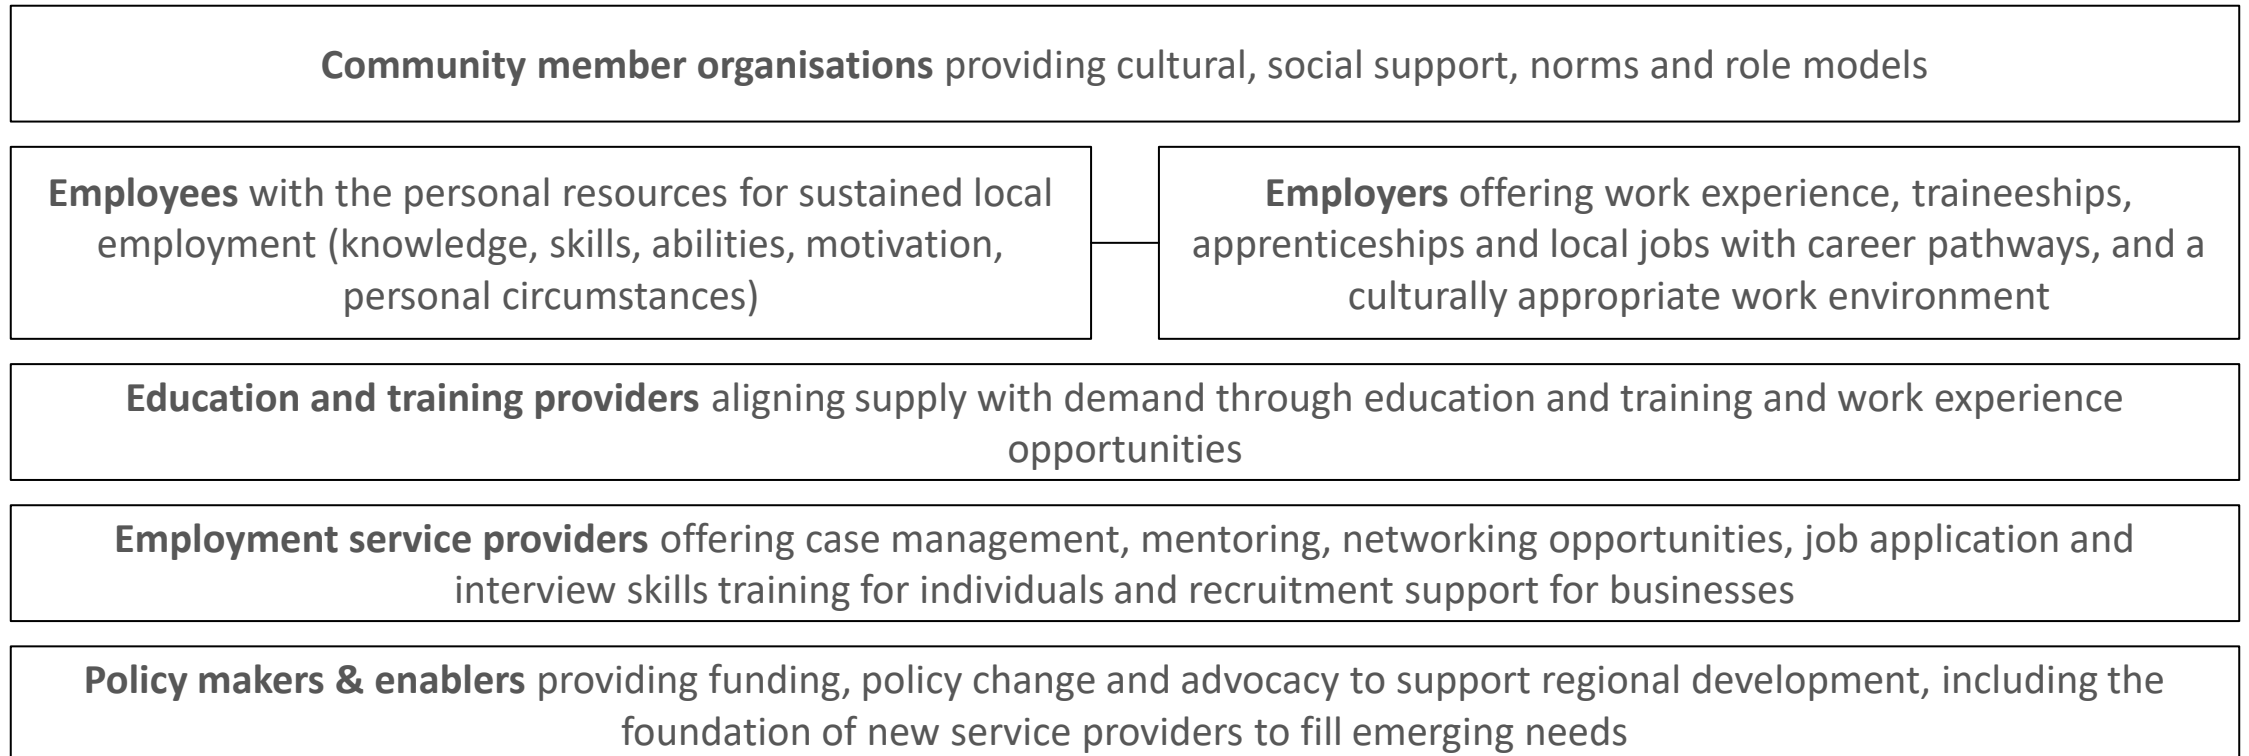 Community member organisations providing cultural, social support, norms and role models
Employees with the personal resources for sustained local
employment (knowledge, skills, abilities, motivation,
personal circumstances)
Employers offering work experience, traineeships,
apprenticeships and local jobs with career pathways, and a
culturally appropriate work environment
Education and training providers aligning supply with demand through education and training and work experience
opportunities
Employment service providers offering case management, mentoring, networking opportunities, job application and
interview skills training for individuals and recruitment support for businesses
Policy makers & enablers providing funding, policy change and advocacy to support regional development, including the
foundation of new service providers to fill emerging needs